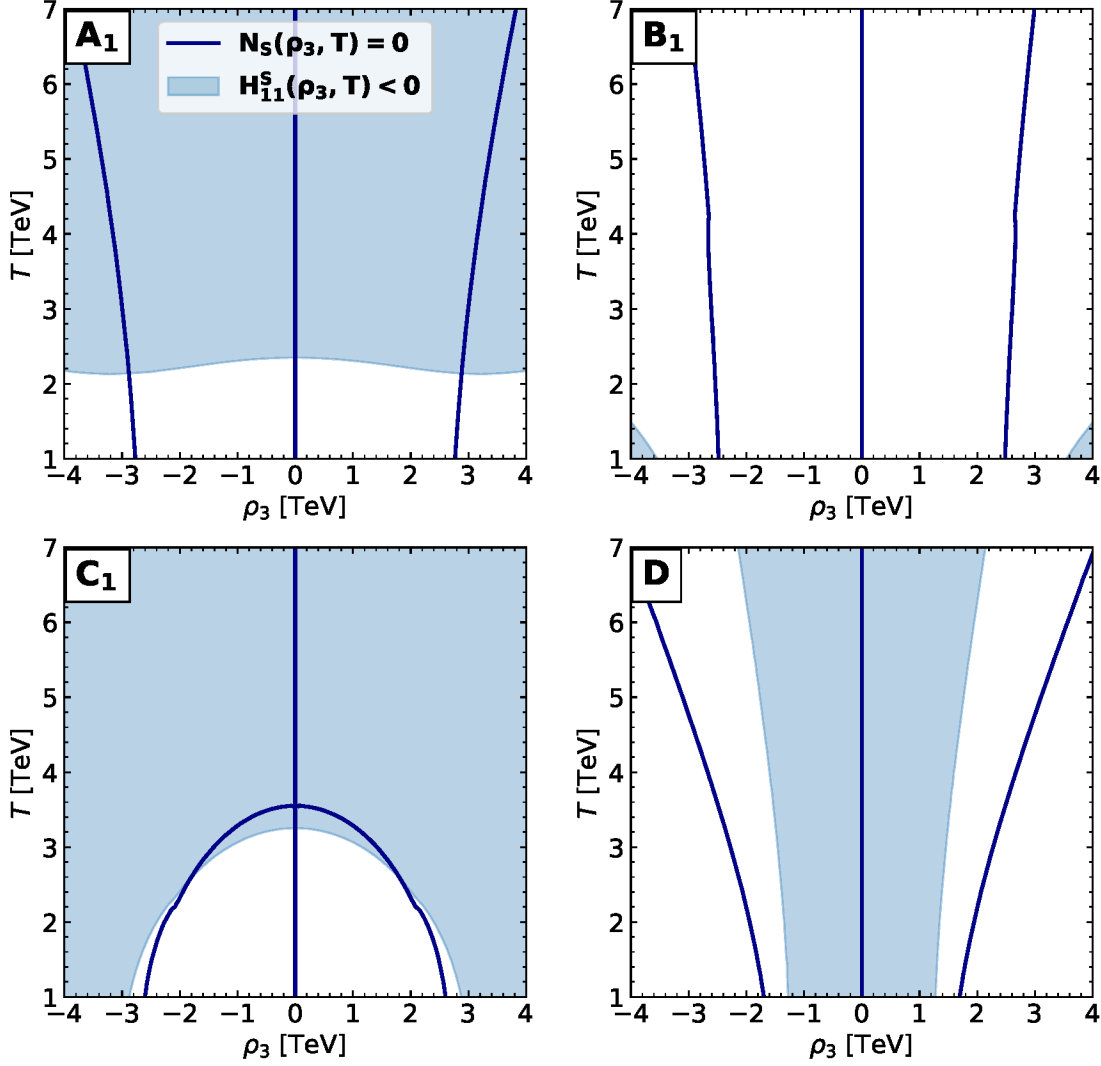 A₁
N_S(ρ₃, T) = 0
H^S_11(ρ₃, T) < 0
7
6
5
4
3
2
1
T [TeV]
−4 −3 −2 −1 0 1 2 3 4
ρ₃ [TeV]
B₁
7
6
5
4
3
2
1
T [TeV]
−4 −3 −2 −1 0 1 2 3 4
ρ₃ [TeV]
C₁
7
6
5
4
3
2
1
T [TeV]
−4 −3 −2 −1 0 1 2 3 4
ρ₃ [TeV]
D
7
6
5
4
3
2
1
T [TeV]
−4 −3 −2 −1 0 1 2 3 4
ρ₃ [TeV]